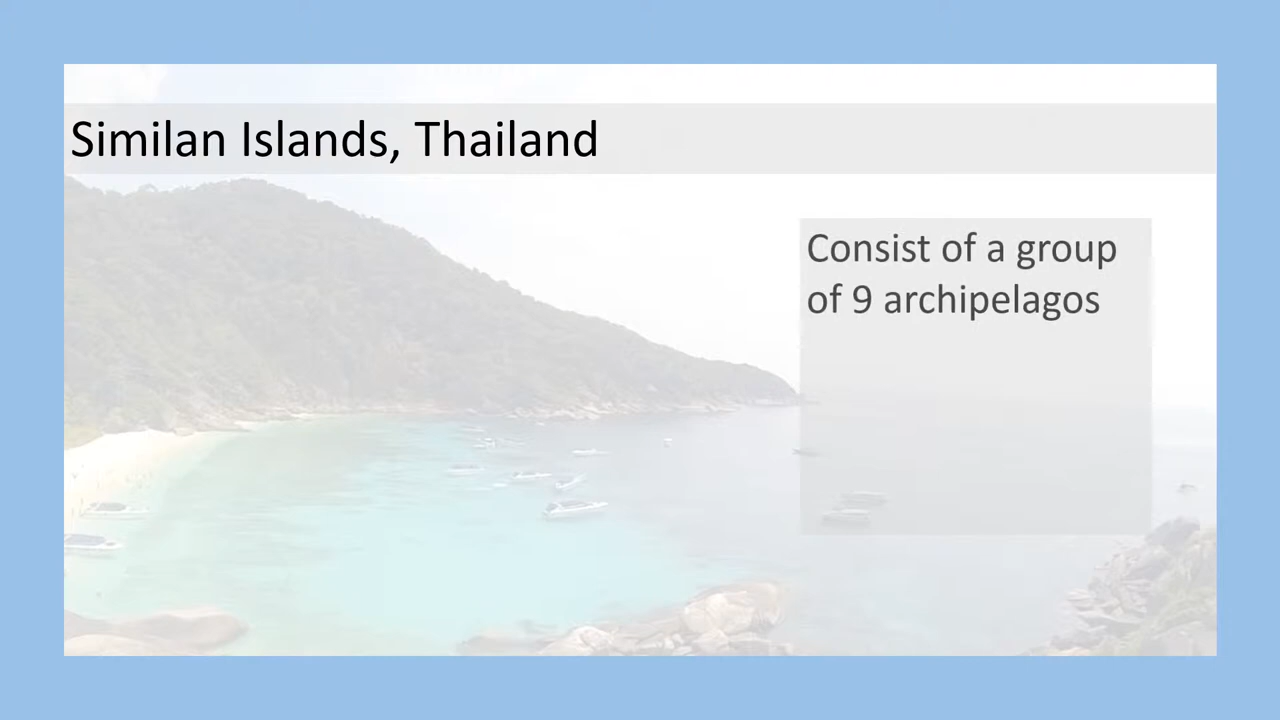 Similan Islands, Thailand
Consist of a group
of 9 archipelagos